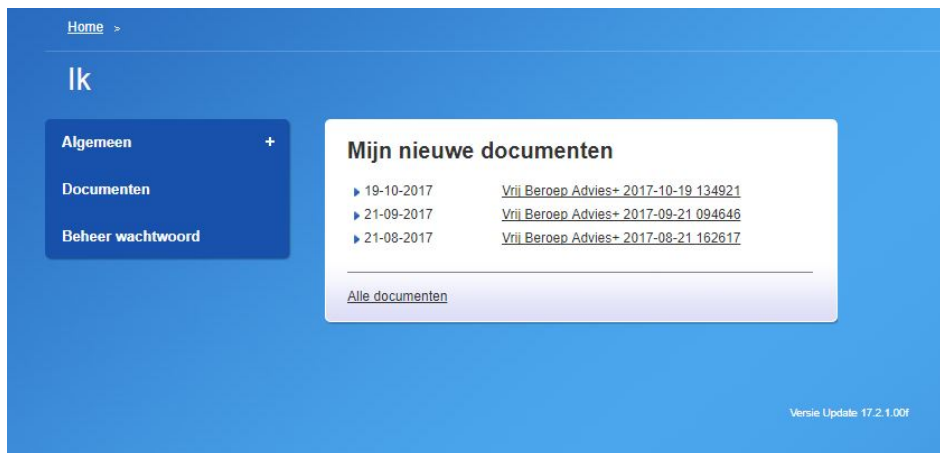 Home >
Ik
Algemeen +
Documenten
Beheer wachtwoord
Mijn nieuwe documenten
19-10-2017 Vrij Beroep Advies+ 2017-10-19 134921
21-09-2017 Vrij Beroep Advies+ 2017-09-21 094646
21-08-2017 Vrij Beroep Advies+ 2017-08-21 162617
Alle documenten
Versie Update 17.2.1.00f